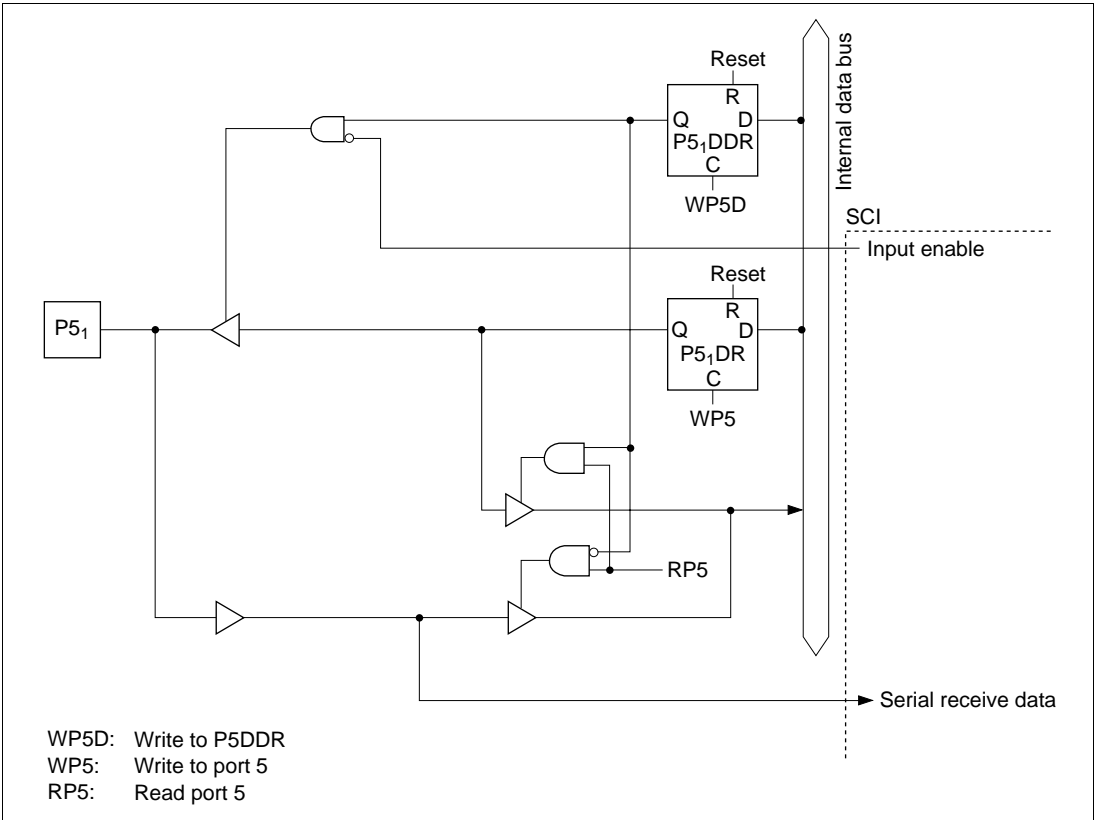 Reset
R
Q D
P5₁DDR
C
WP5D
Internal data bus
SCI
Input enable
Reset
R
Q D
P5₁DR
C
WP5
P5₁
RP5
Serial receive data
WP5D: Write to P5DDR
WP5: Write to port 5
RP5: Read port 5